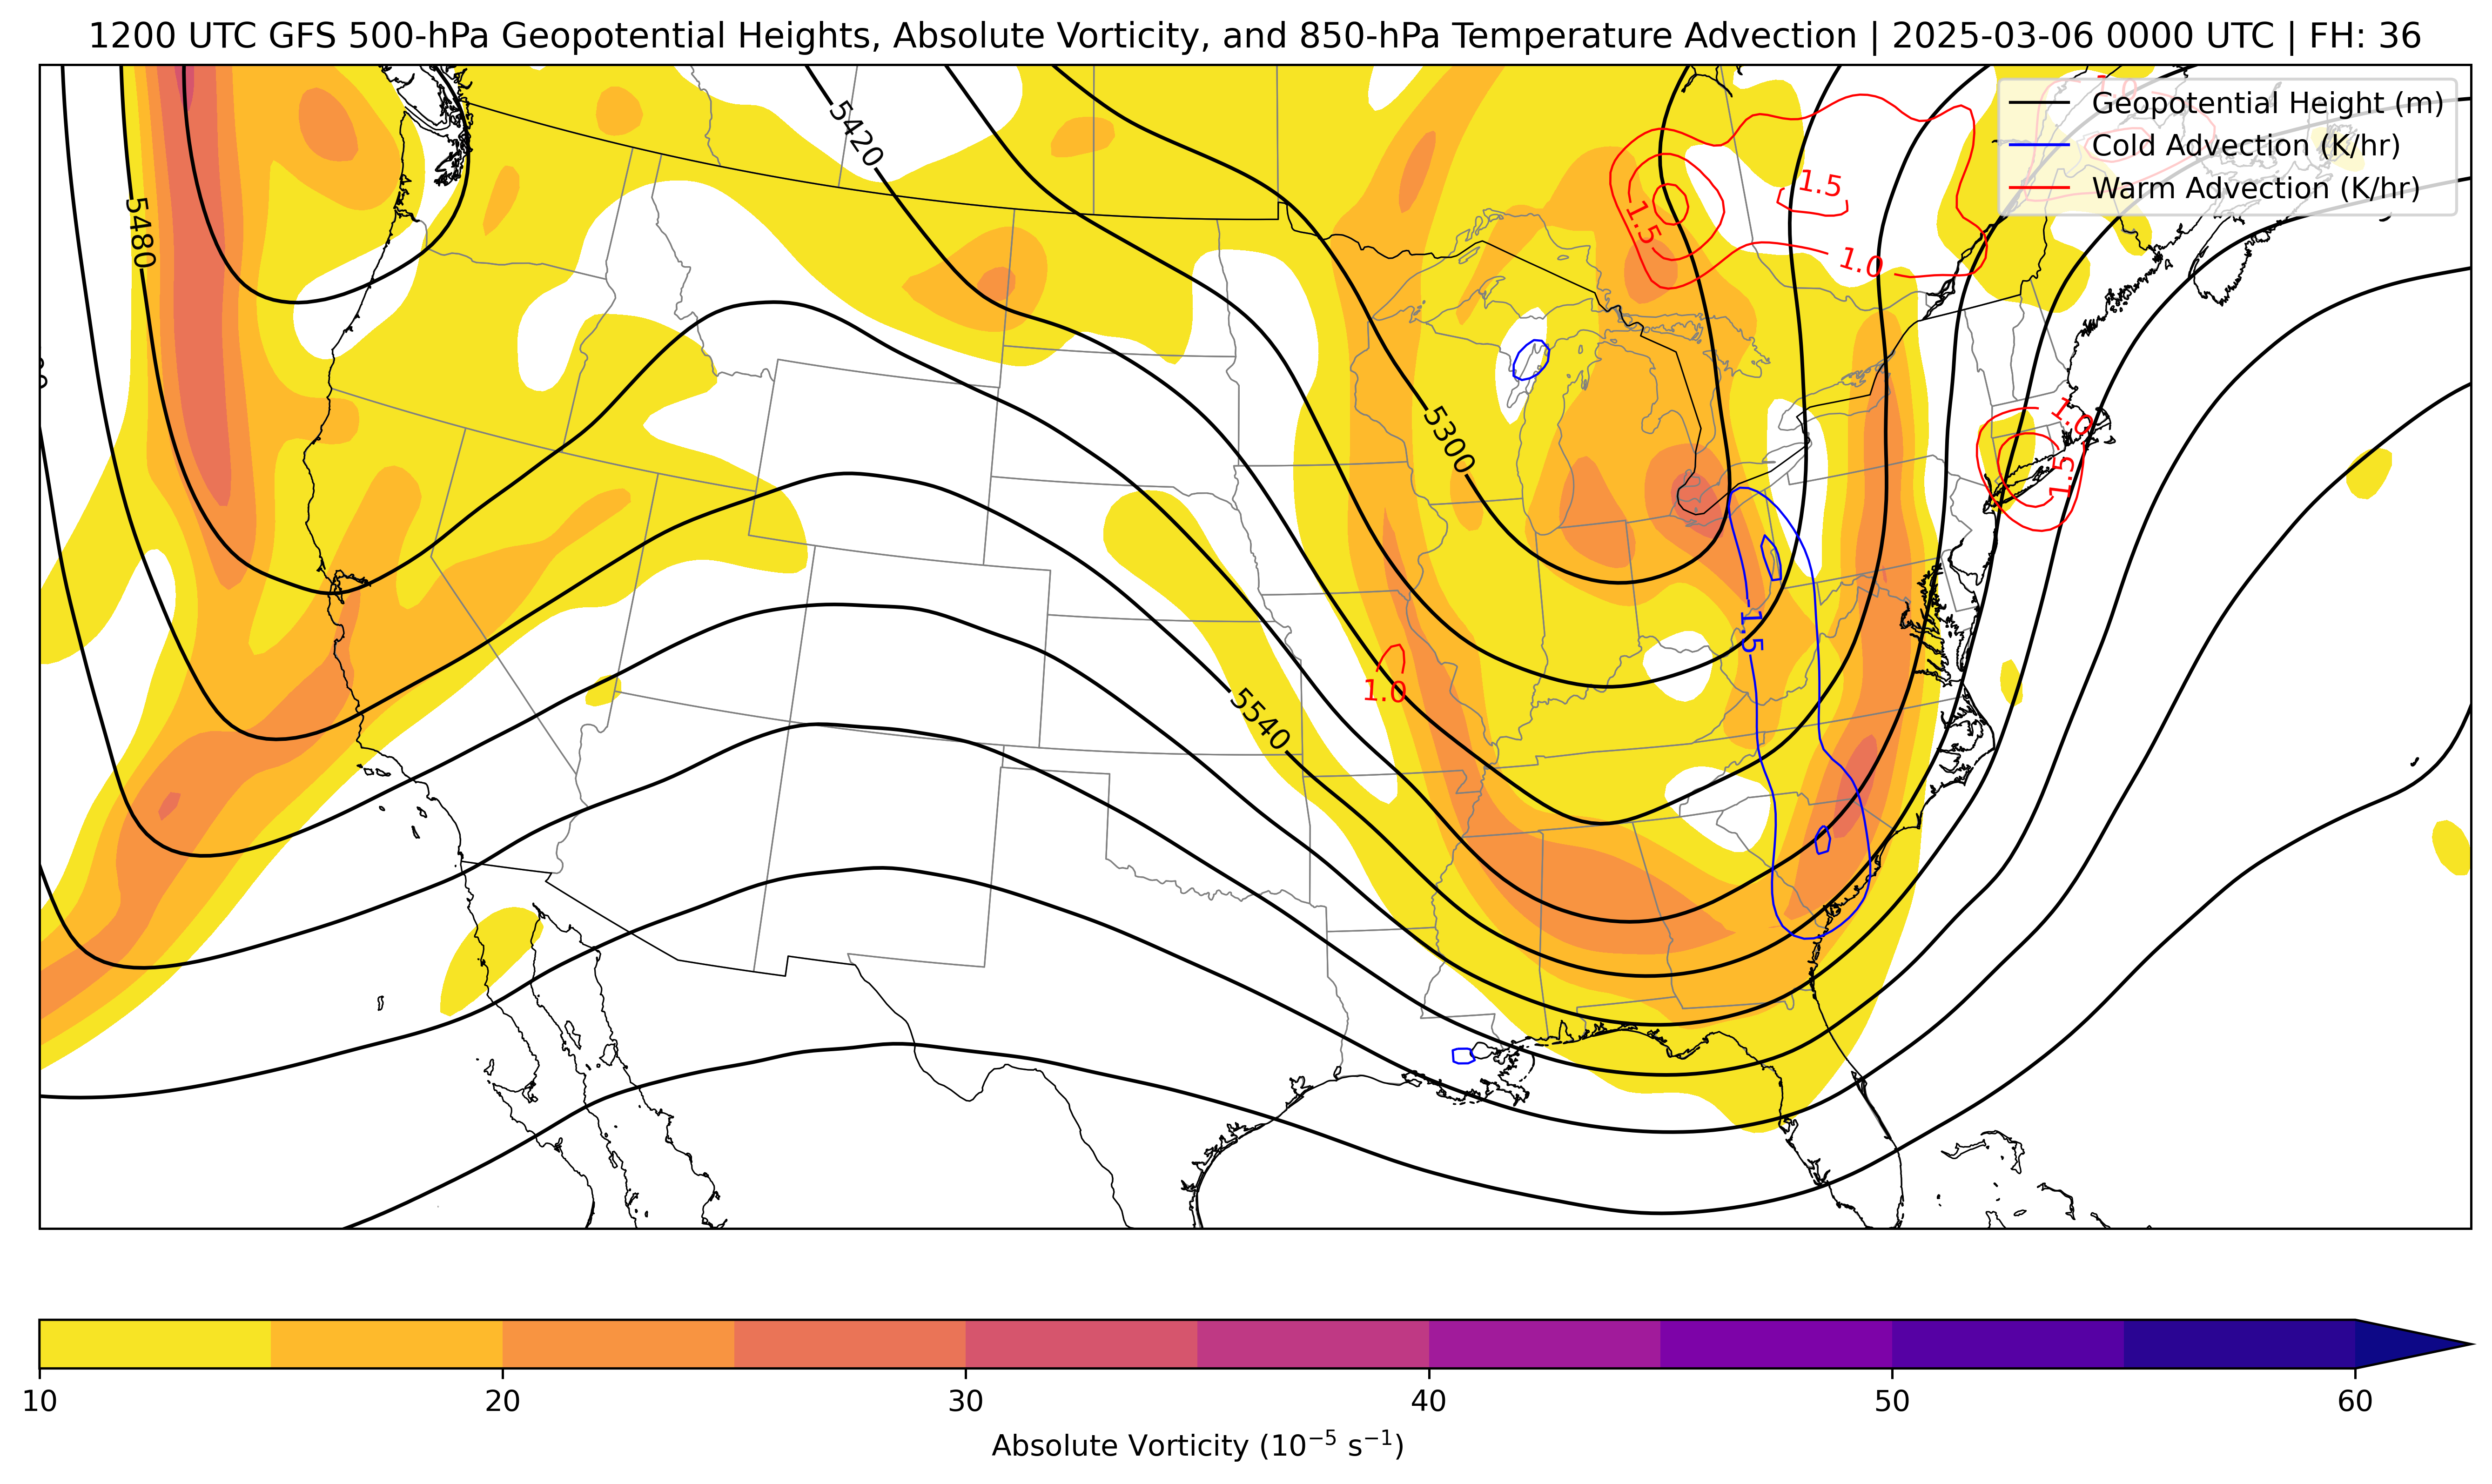 1200 UTC GFS 500-hPa Geopotential Heights, Absolute Vorticity, and 850-hPa Temperature Advection | 2025-03-06 0000 UTC | FH: 36
Geopotential Height (m)
Cold Advection (K/hr)
Warm Advection (K/hr)
1.0
5420
1.5
5480
1.5
1.0
5300
1.0
1.5
1.5
1.0
5540
10 20 30 40 50 60
Absolute Vorticity (10⁻⁵ s⁻¹)